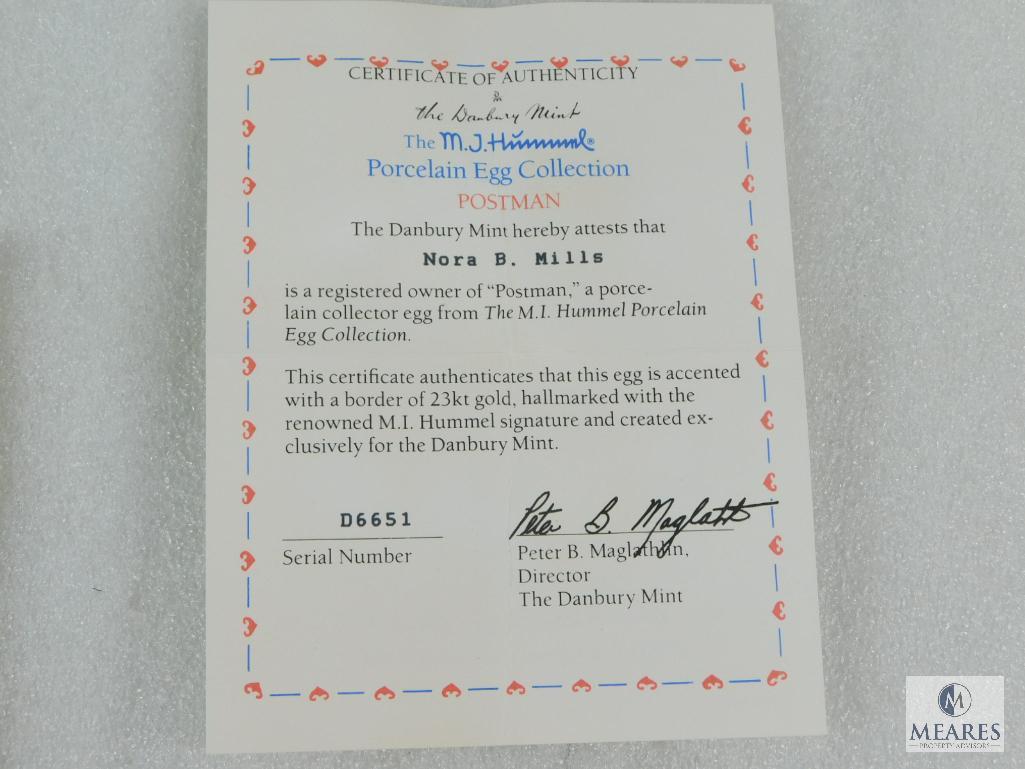 CERTIFICATE OF AUTHENTICITY
the Danbury Mint
The M.J. Hummel®
Porcelain Egg Collection
POSTMAN
The Danbury Mint hereby attests that
Nora B. Mills
is a registered owner of “Postman,” a porce-
lain collector egg from The M.I. Hummel Porcelain
Egg Collection.
This certificate authenticates that this egg is accented
with a border of 23kt gold, hallmarked with the
renowned M.I. Hummel signature and created ex-
clusively for the Danbury Mint.
D6651
Serial Number
Peter B. Maglathlin
Peter B. Maglathlin,
Director
The Danbury Mint
M
MEARES
PROPERTY ADVISORS